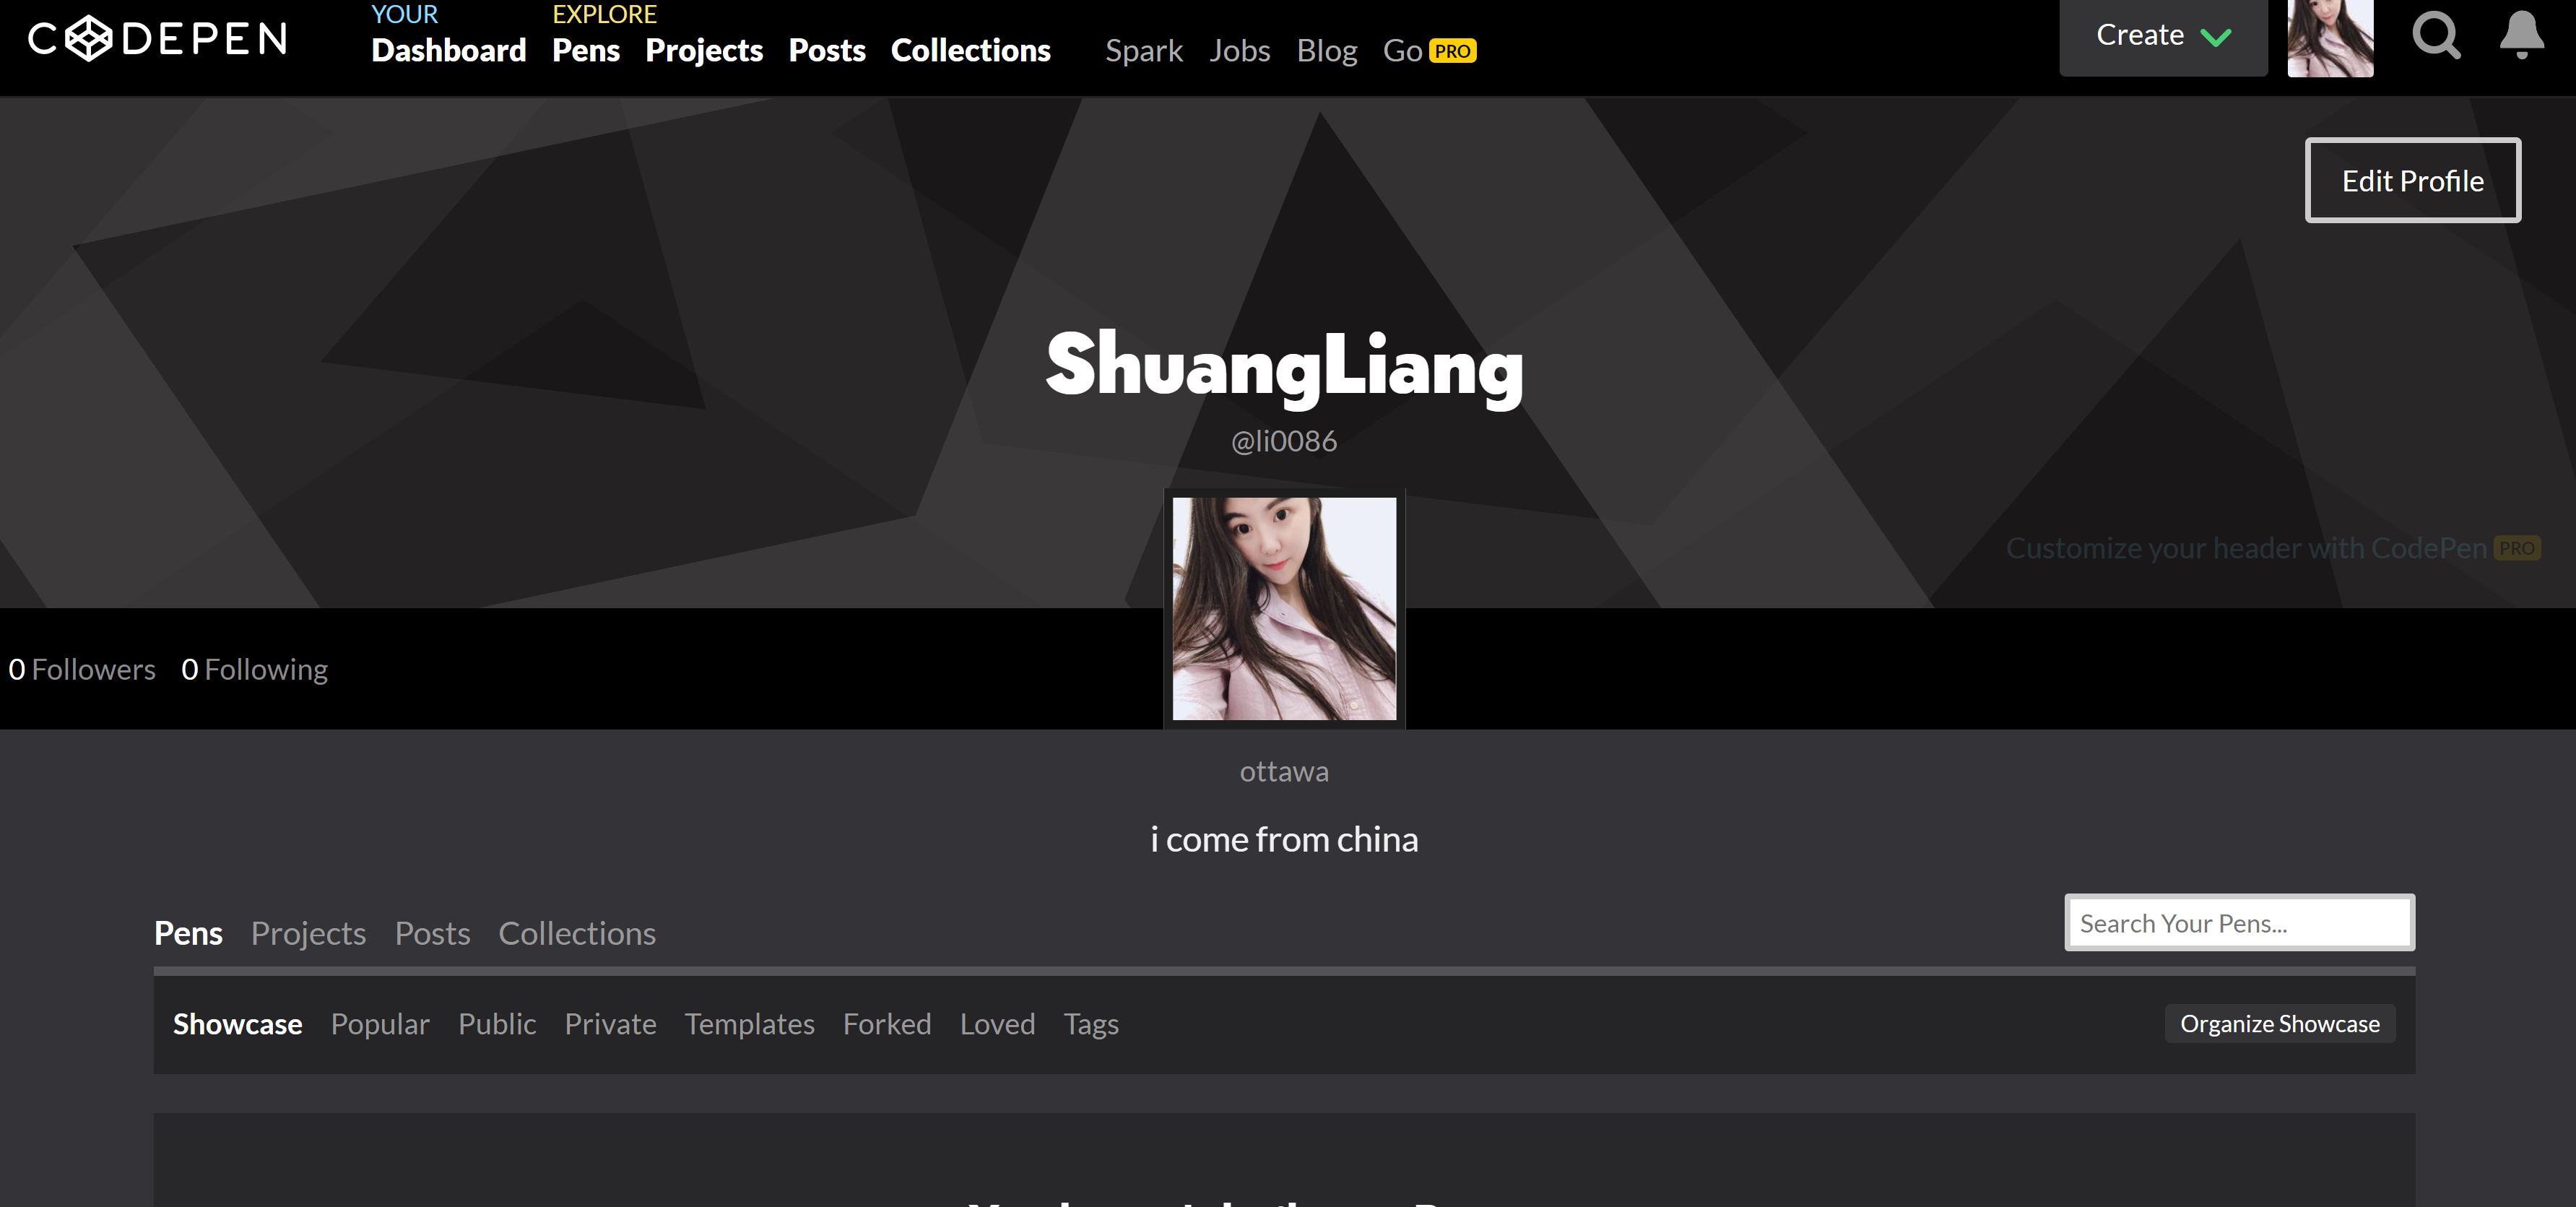 CODEPEN
YOUR
Dashboard
EXPLORE
Pens Projects Posts Collections
Spark Jobs Blog Go PRO
Create
Edit Profile
ShuangLiang
@li0086
Customize your header with CodePen PRO
0 Followers 0 Following
ottawa
i come from china
Pens Projects Posts Collections
Search Your Pens...
Showcase Popular Public Private Templates Forked Loved Tags
Organize Showcase